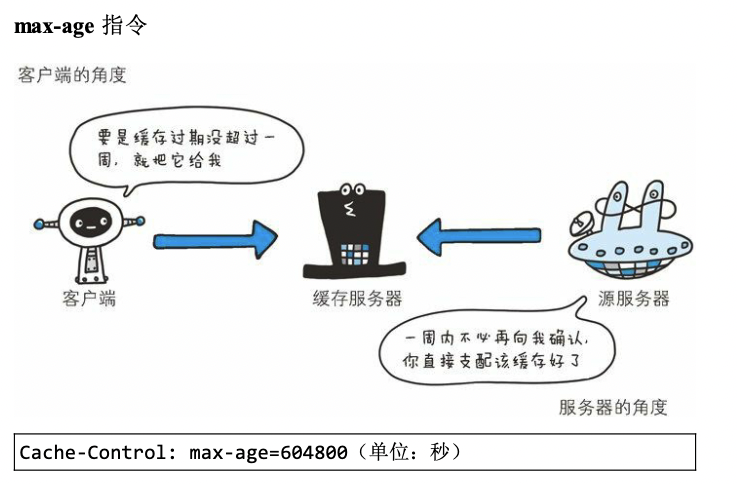 max-age 指令
客户端的角度
要是缓存过期没超过一
周，就把它给我
客户端
缓存服务器
源服务器
一周内不必再向我确认，
你直接支配该缓存好了
服务器的角度
Cache-Control: max-age=604800（单位：秒）